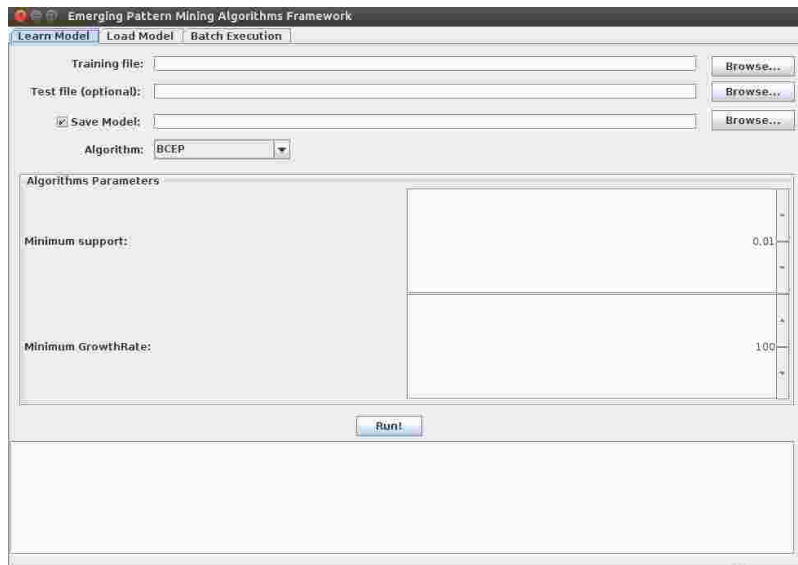 Emerging Pattern Mining Algorithms Framework
Learn Model Load Model Batch Execution
Training file: Browse...
Test file (optional): Browse...
Save Model: Browse...
Algorithm: BCEP
Algorithms Parameters
Minimum support: 0,01
Minimum GrowthRate: 100
Run!